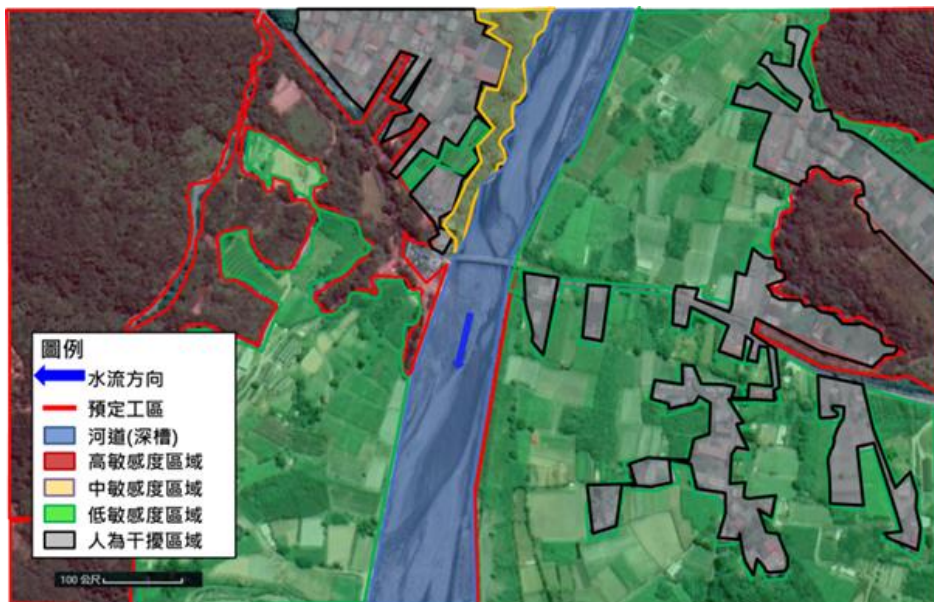 圖例
水流方向
預定工區
河道(深槽)
高敏感度區域
中敏感度區域
低敏感度區域
人為干擾區域
100 公尺